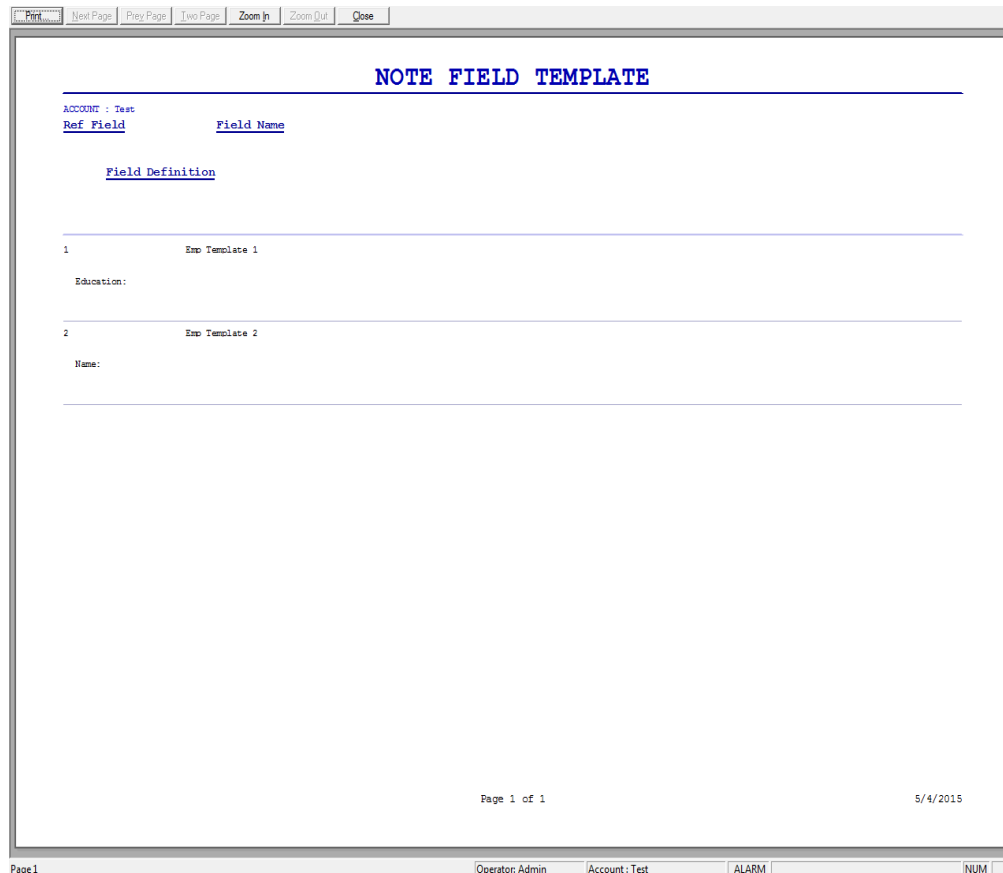 Print... Next Page Prev Page Two Page Zoom In Zoom Out Close
NOTE FIELD TEMPLATE
ACCOUNT : Test
Ref Field Field Name
Field Definition
1 Emp Template 1
Education:
2 Emp Template 2
Name:
Page 1 of 1 5/4/2015
Page 1 Operator: Admin Account : Test ALARM NUM